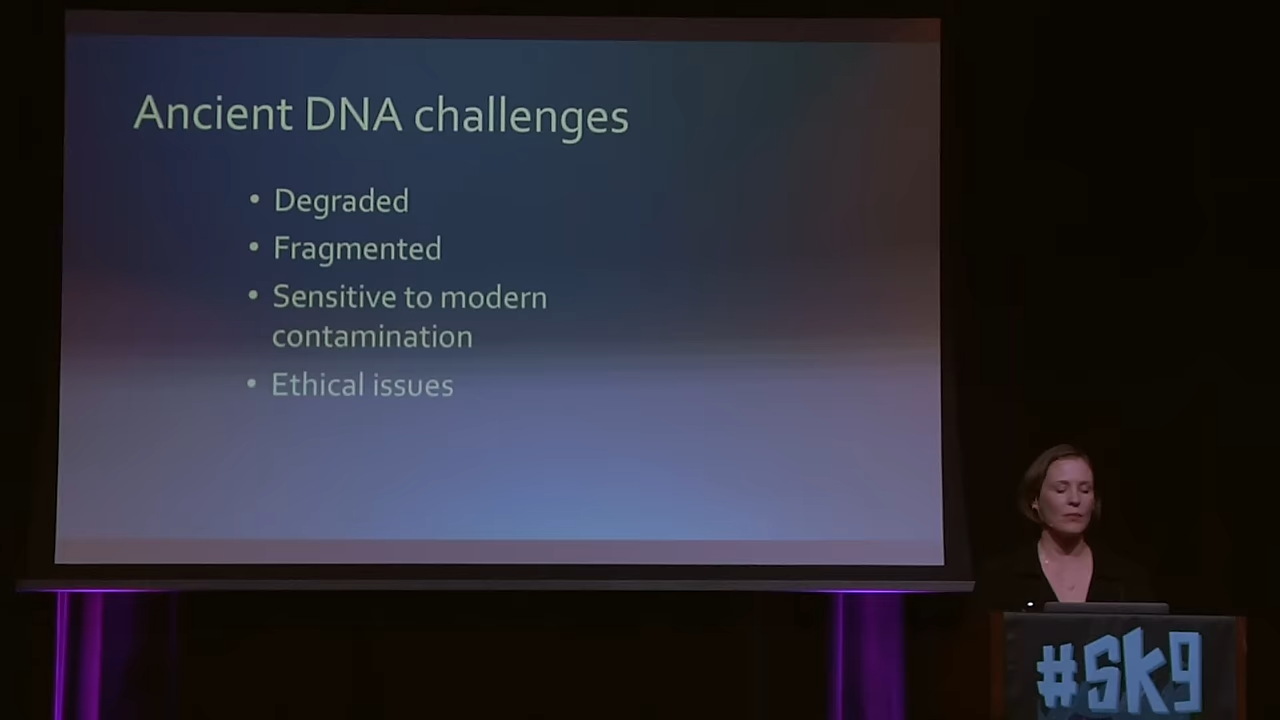 Ancient DNA challenges
• Degraded
• Fragmented
• Sensitive to modern
contamination
• Ethical issues
#SK9